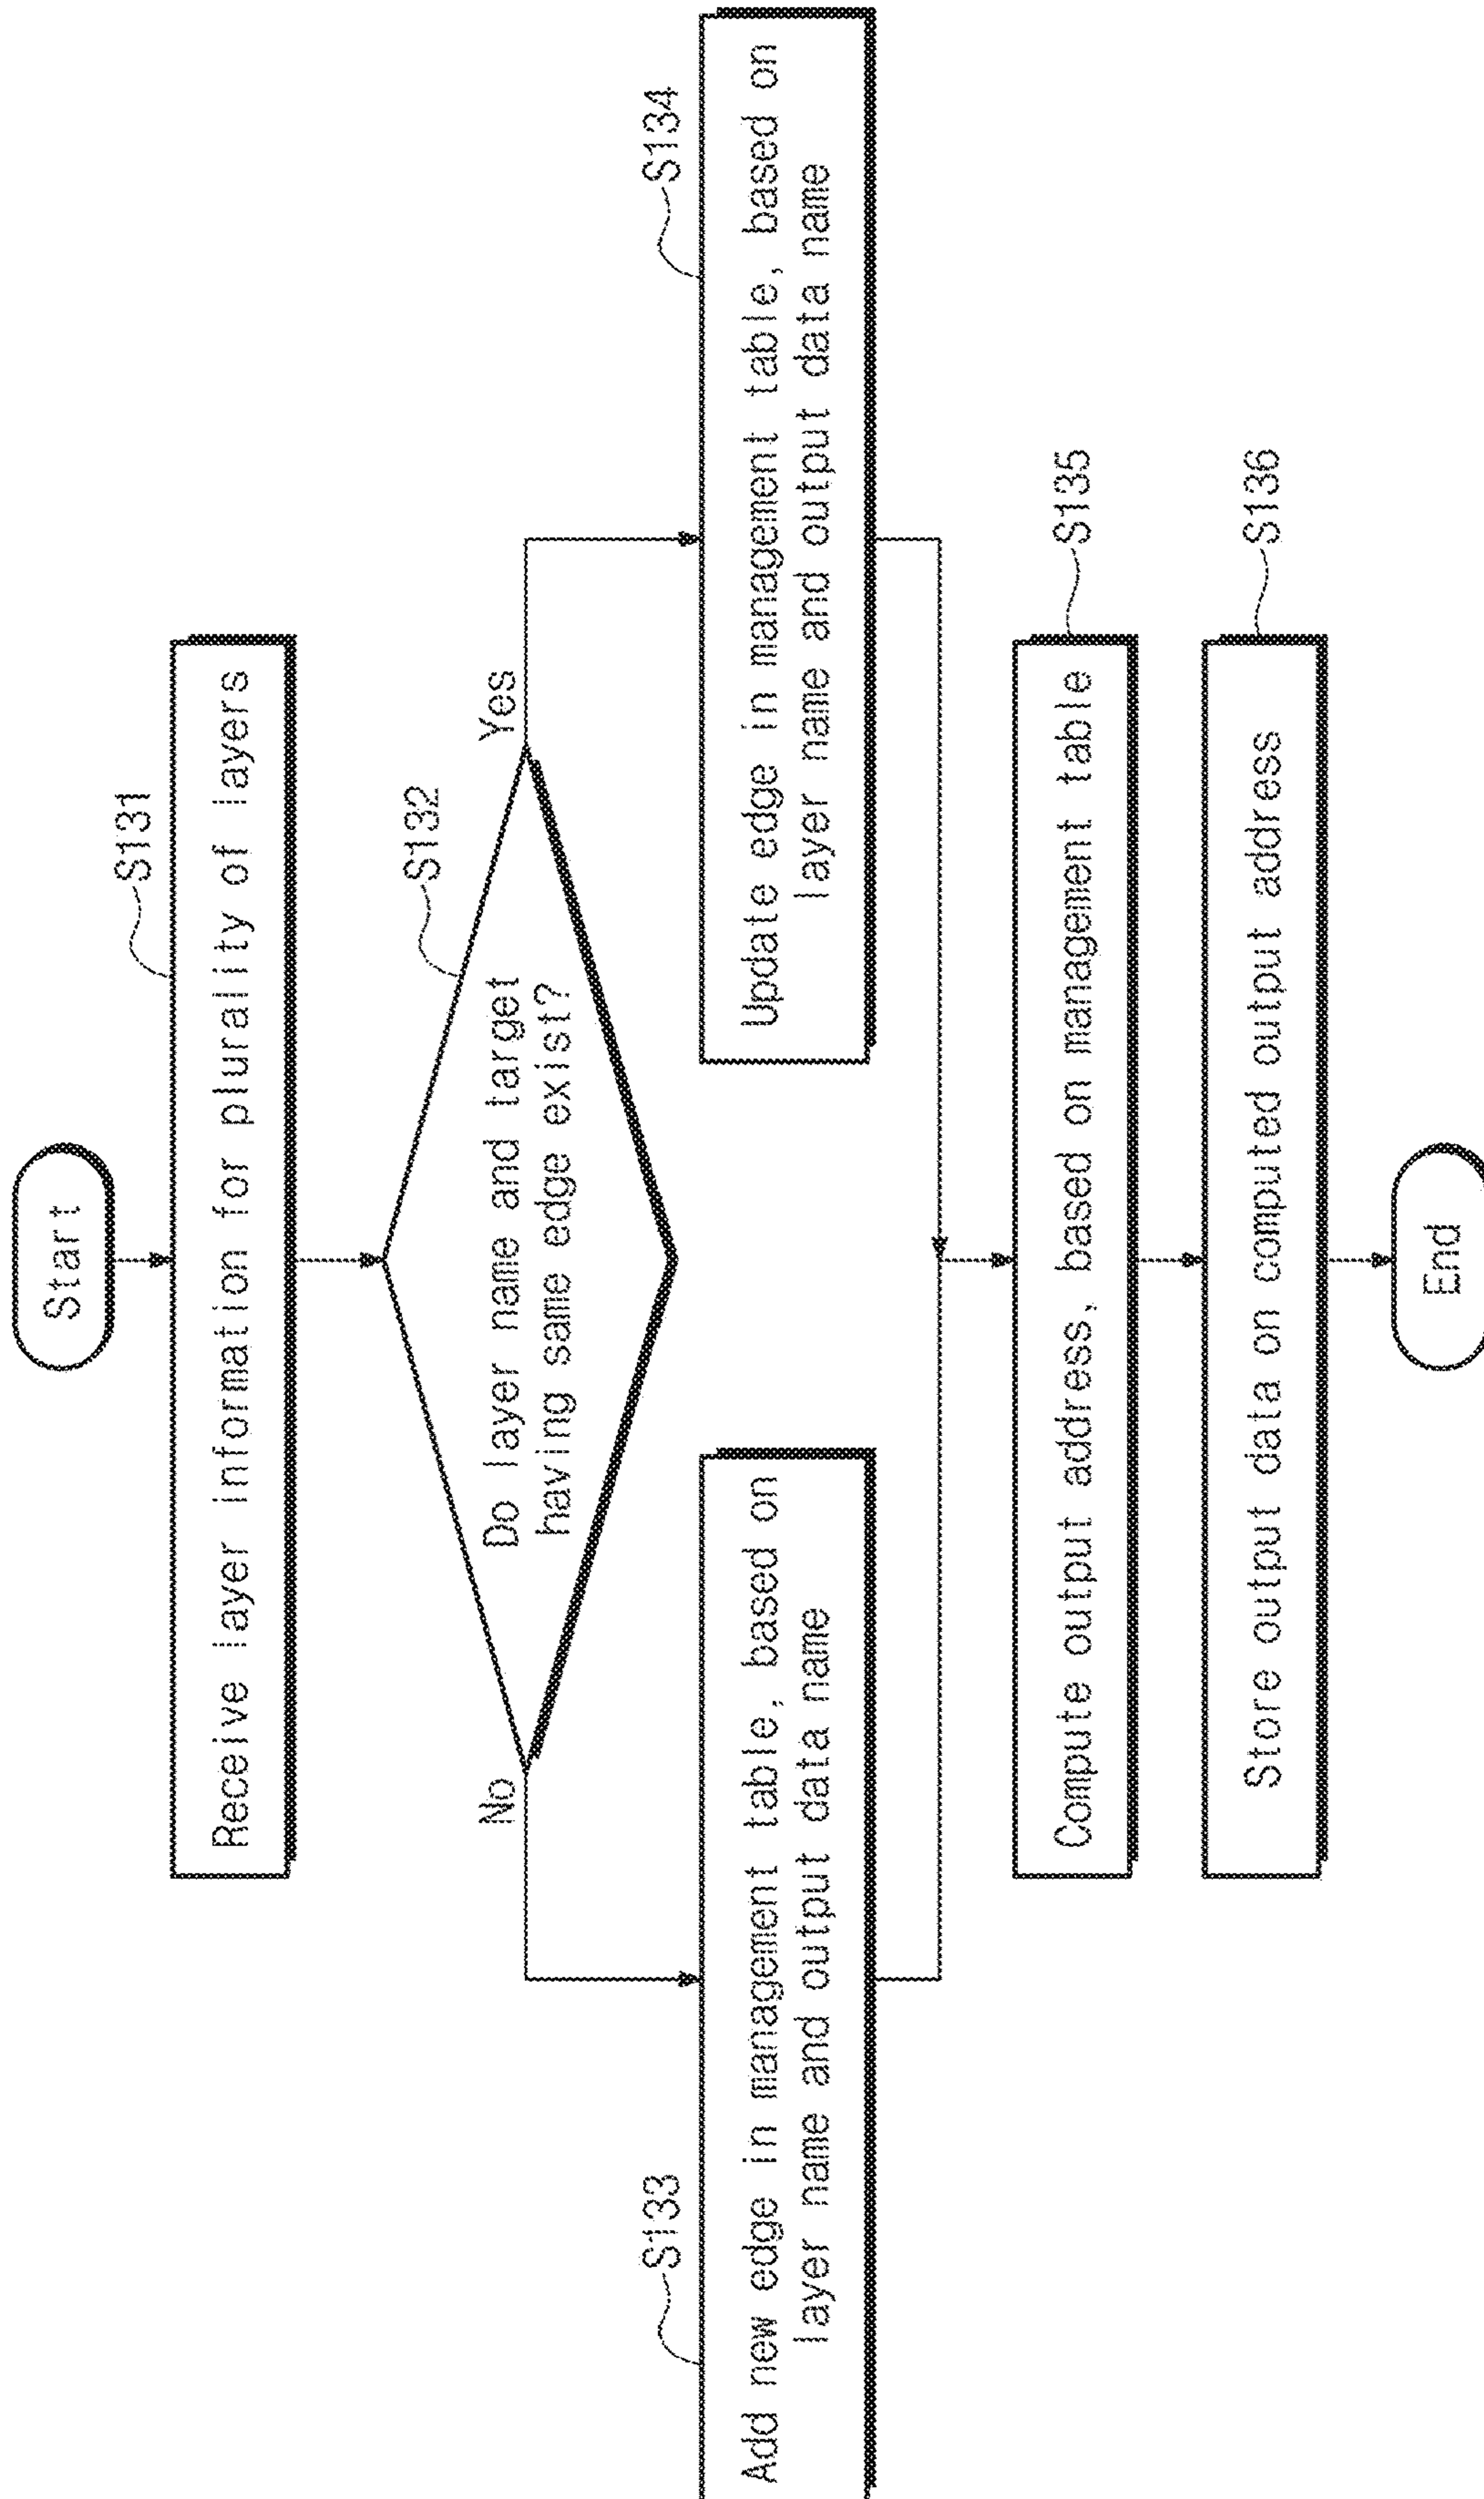 Start
S131
Receive layer information for plurality of layers
S132
Do layer name and target
having same edge exist?
No
Yes
S133
Add new edge in management table, based on
layer name and output data name
S134
Update edge in management table, based on
layer name and output data name
S135
Compute output address, based on management table
S136
Store output data on computed output address
End